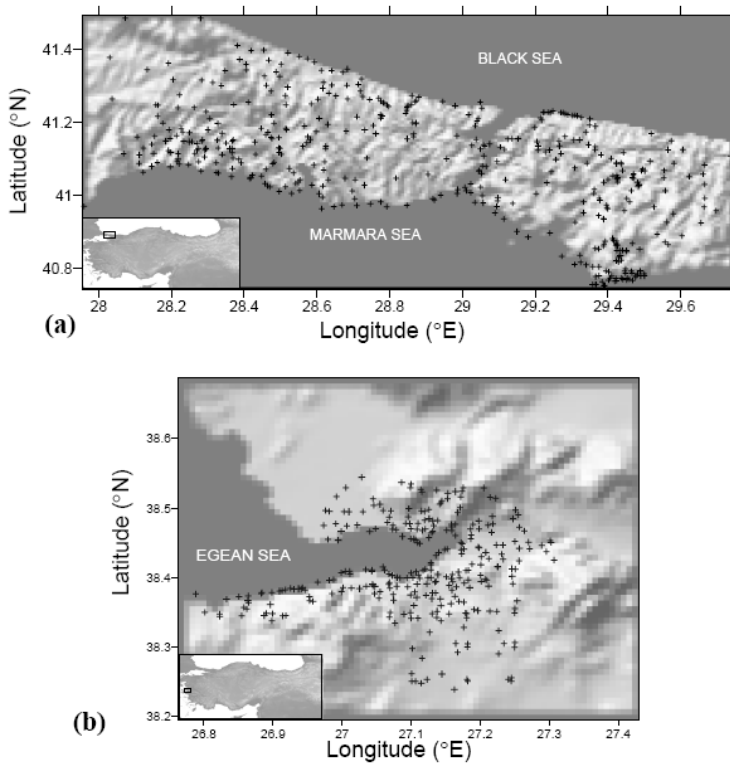 41.4
BLACK SEA
41.2
Latitude (°N)
41
MARMARA SEA
40.8
28 28.2 28.4 28.6 28.8 29 29.2 29.4 29.6
(a)
Longitude (°E)
38.6
38.5
Latitude (°N)
EGEAN SEA
38.4
38.3
38.2
(b)
26.8 26.9 27 27.1 27.2 27.3 27.4
Longitude (°E)